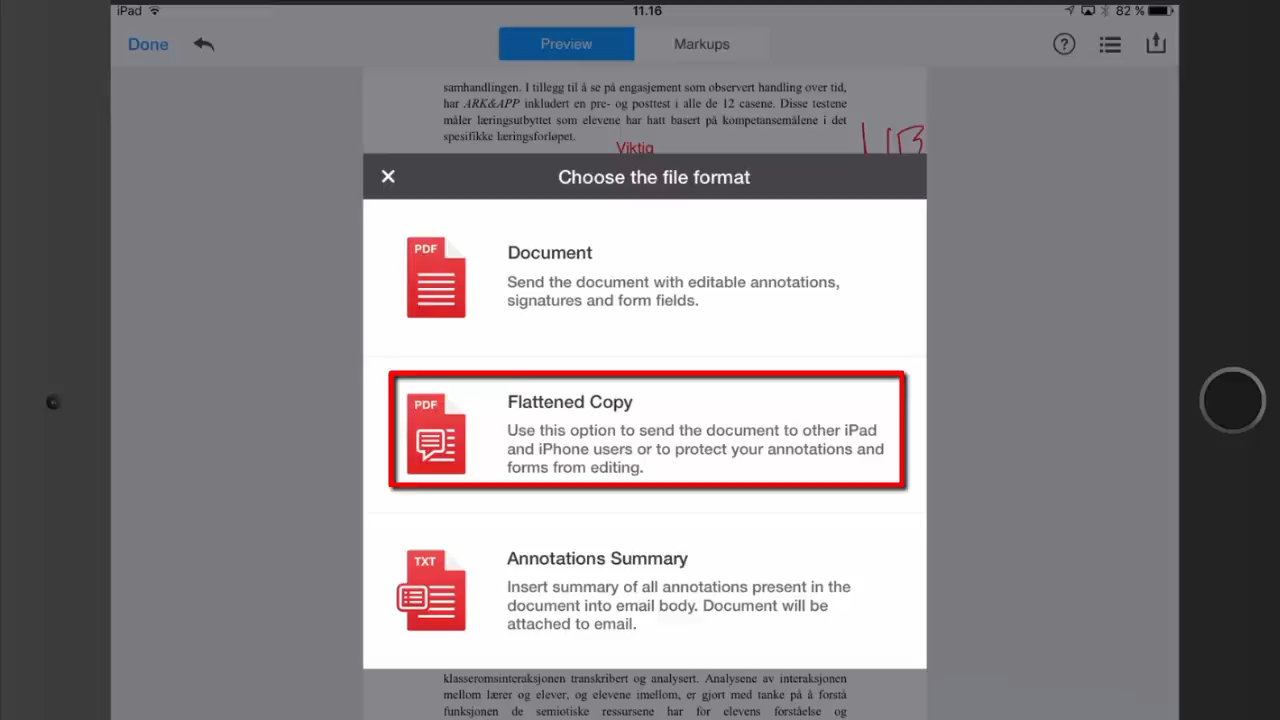 iPad 11.16 82 %
Done Preview Markups ?
samhandlingen. I tillegg til å se på engasjement som observert handling over tid,
har ARK&APP inkludert en pre- og posttest i alle de 12 casene. Disse testene
måler læringsutbyttet som elevene har hatt basert på kompetansemålene i det
spesifikke læringsforløpet.
Viktig
Choose the file format
PDF
Document
Send the document with editable annotations,
signatures and form fields.
PDF
Flattened Copy
Use this option to send the document to other iPad
and iPhone users or to protect your annotations and
forms from editing.
TXT
Annotations Summary
Insert summary of all annotations present in the
document into email body. Document will be
attached to email.
klasseromsinteraksjonen transkribert og analysert. Analysene av interaksjonen
mellom lærer og elever, og elevene imellom, er gjort med tanke på å forstå
funksjonen de semiotiske ressursene har for elevens forståelse og